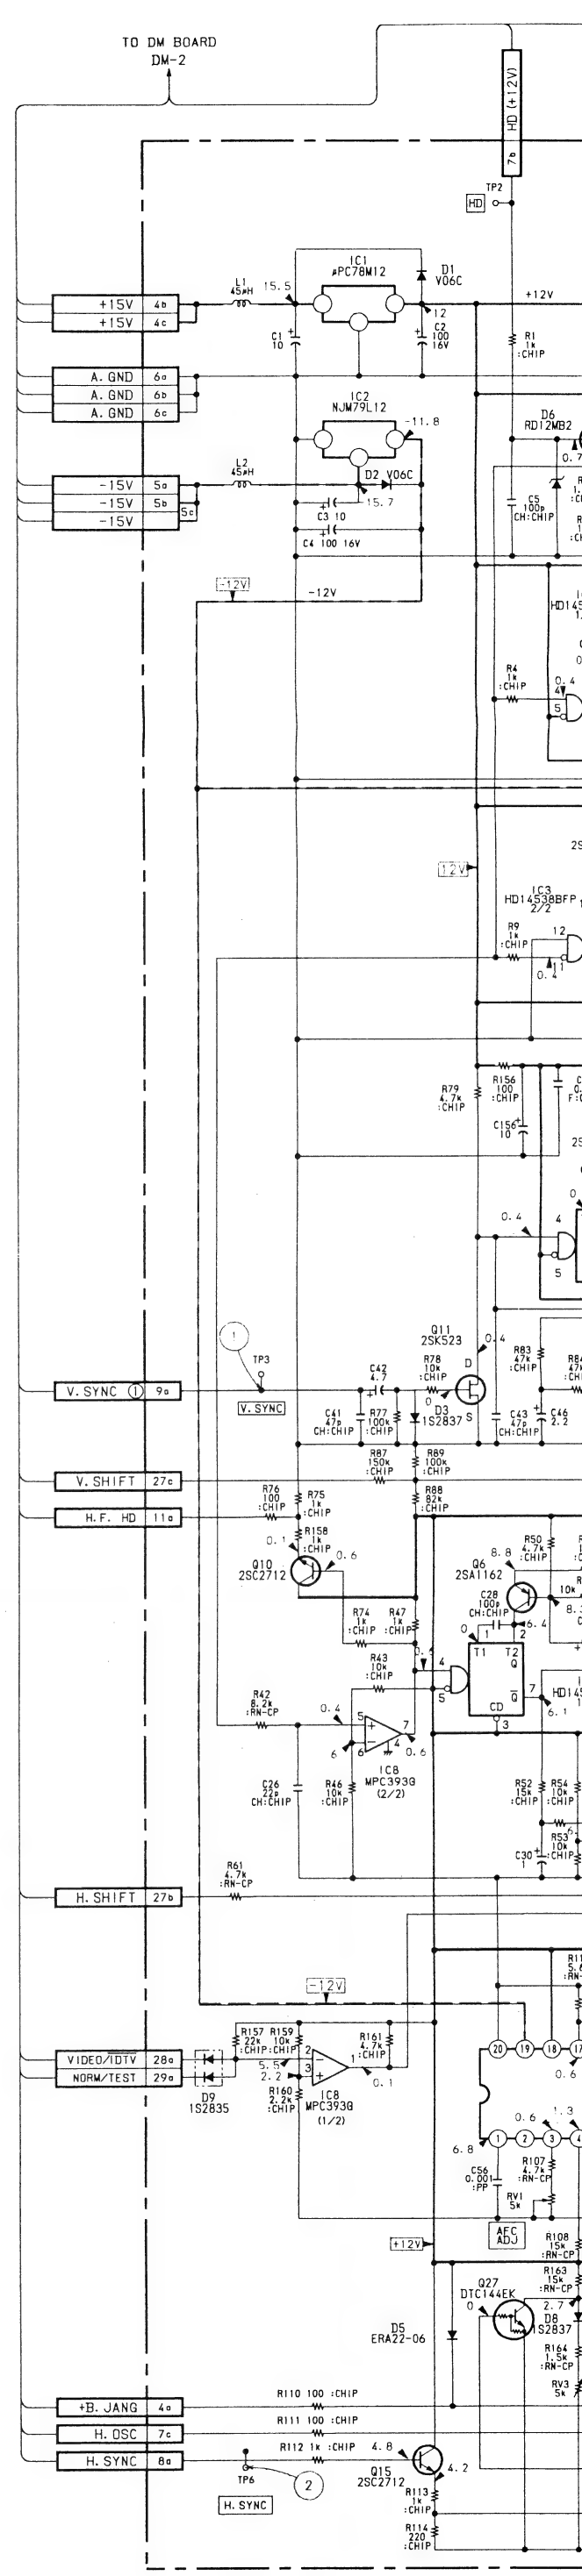 TO DM BOARD
DM-2
HD (+12V)
7b
TP2
HD
IC1
μPC78M12
D1
V06C
L1
45μH
15.5
+12V
+15V 4b
+15V 4c
12
C1
10
C2
100
16V
R1
1k
:CHIP
A. GND 6a
A. GND 6b
A. GND 6c
IC2
NJM79L12
-11.8
D6
RD12MB2
0.7
L2
45μH
D2 V06C
-15V 5a
-15V 5b
-15V 5c
-15.7
C3 10
C4 100 16V
C5
100p
CH:CHIP
-12V
-12V
R4
1k
:CHIP
0.4
4
5
12V
IC3
HD14538BFP
2/2
R9
1k
:CHIP
12
11
0.4
R79
4.7k
:CHIP
R156
100
:CHIP
C156
10
0.4
4
5
1
TP3
Q11
2SK523
0.4
V. SYNC ① 9a
V. SYNC
C42
4.7
R78
10k
:CHIP
D
S
0
D3
1S2837
C41
47p
CH:CHIP
R77
100k
:CHIP
R83
47k
:CHIP
C43
47p
CH:CHIP
C46
2.2
R87
150k
:CHIP
R89
100k
:CHIP
V. SHIFT 27c
R76
100
:CHIP
R75
1k
:CHIP
R88
82k
:CHIP
H.F. HD 11a
R158
1k
:CHIP
0.1
0.6
Q10
2SC2712
R50
4.7k
:CHIP
8.8
Q6
2SA1162
C28
100p
CH:CHIP
R74
1k
:CHIP
R47
1k
:CHIP
0
1
2
6.4
T1 T2
Q
Q
CD
3
7
6.1
4
5
R43
10k
:CHIP
R42
8.2k
:RN-CP
0.4
5
6
7
4
6
0.6
IC8
MPC393G
(2/2)
C26
22p
CH:CHIP
R46
10k
:CHIP
R52
15k
:CHIP
R54
10k
:CHIP
R53
10k
:CHIP
C30
1
R61
4.7k
:RN-CP
H. SHIFT 27b
-12V
R157
22k
:CHIP
R159
10k
:CHIP
R161
4.7k
:CHIP
VIDEO/IDTV 28a
NORM/TEST 29a
5.5
2.2
2
3
1
0.1
D9
1S2835
R160
2.2k
:CHIP
IC8
MPC393G
(1/2)
20 19 18 17
0.6
0.6
1.3
1 2 3 4
6.8
C56
0.001
:PP
R107
4.7k
:RN-CP
RV1
5k
AFC
ADJ
+12V
R108
15k
:RN-CP
R163
15k
:RN-CP
Q27
DTC144EK
0
2.7
D8
1S2837
D5
ERA22-06
R164
1.5k
:RN-CP
RV3
5k
+B. JANG 4a
R110 100 :CHIP
H. OSC 7c
R111 100 :CHIP
H. SYNC 8a
R112 1k :CHIP
4.8
TP6
2
H. SYNC
Q15
2SC2712
4.2
R113
1k
:CHIP
R114
220
:CHIP